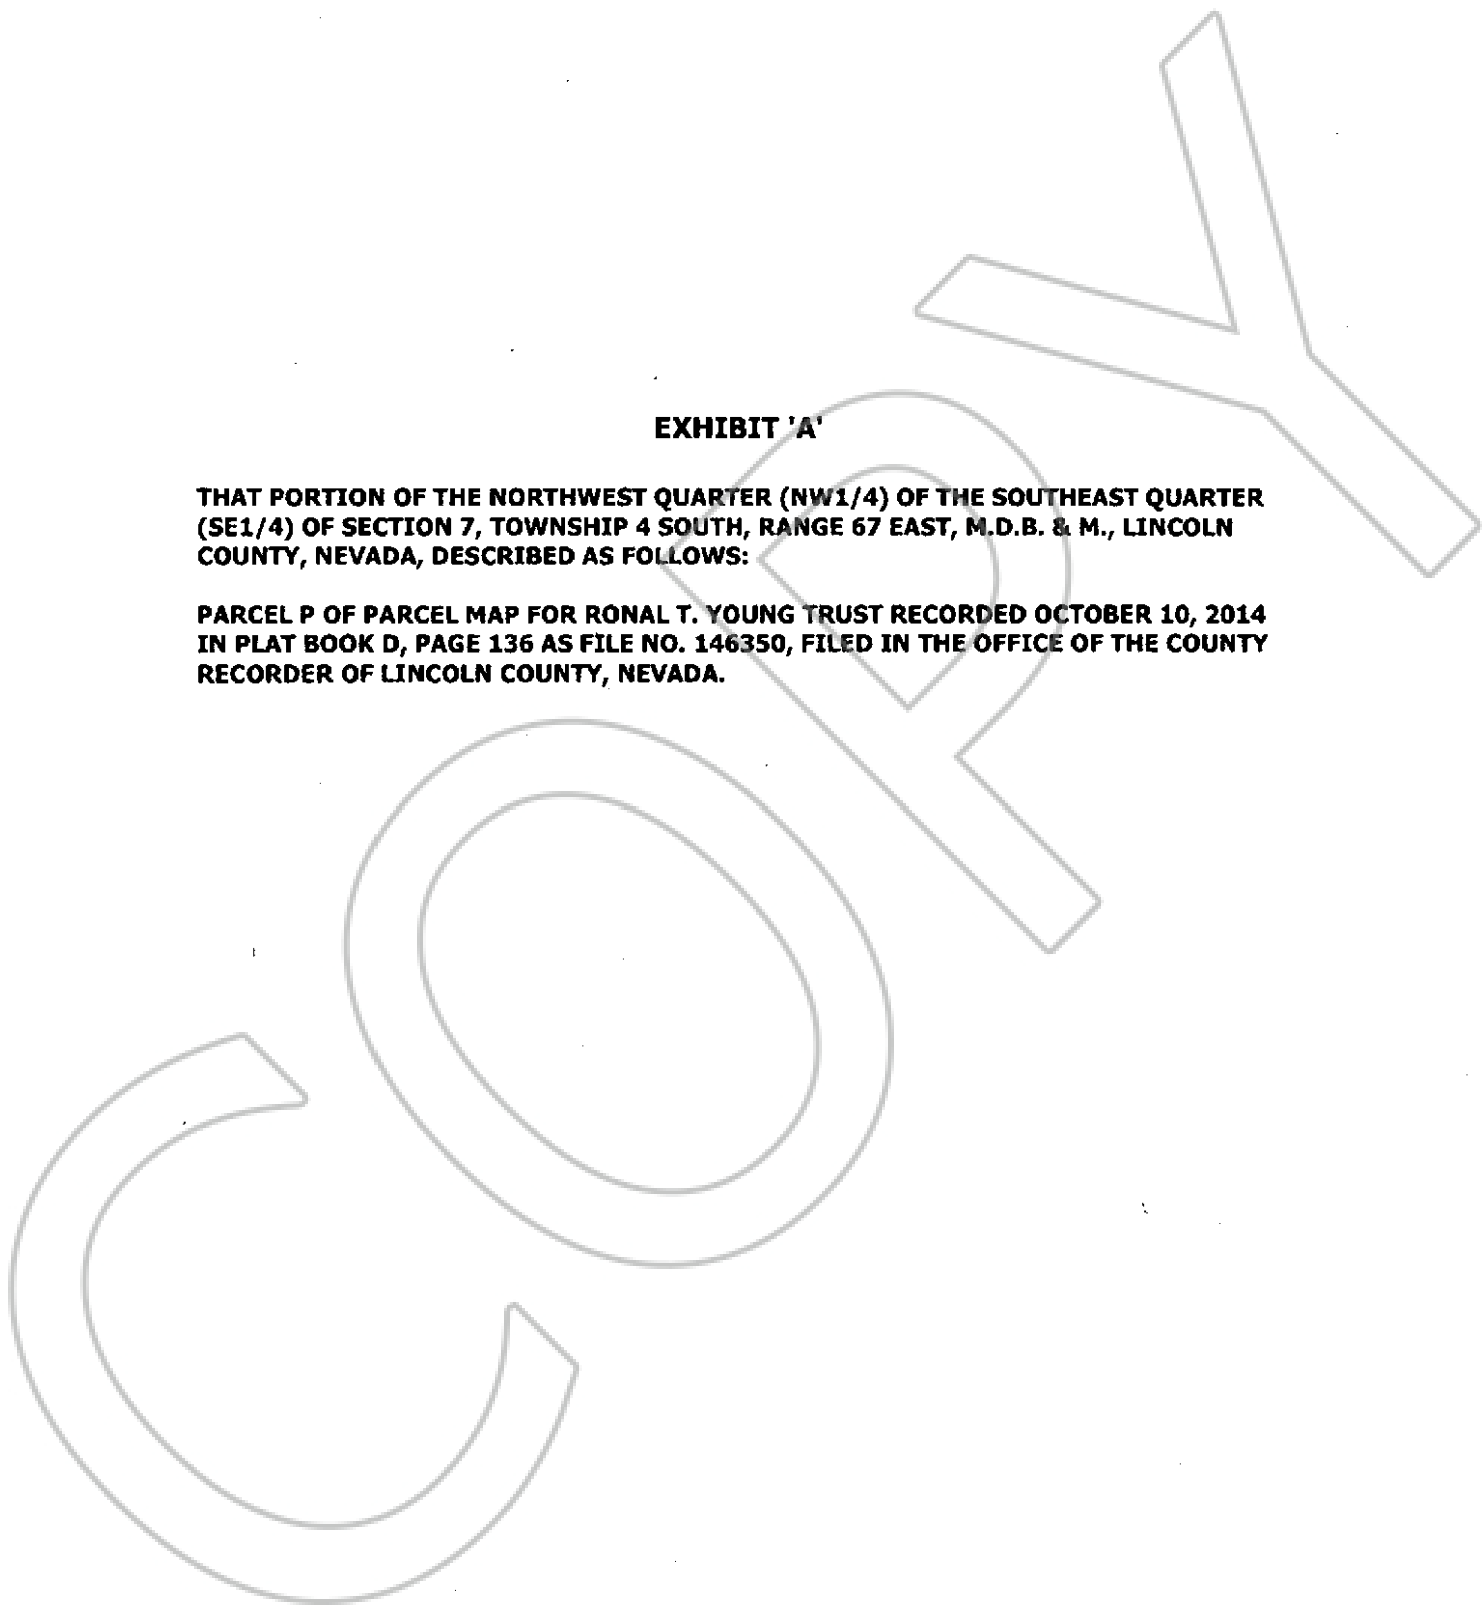 EXHIBIT 'A'
THAT PORTION OF THE NORTHWEST QUARTER (NW1/4) OF THE SOUTHEAST QUARTER
(SE1/4) OF SECTION 7, TOWNSHIP 4 SOUTH, RANGE 67 EAST, M.D.B. & M., LINCOLN
COUNTY, NEVADA, DESCRIBED AS FOLLOWS:
PARCEL P OF PARCEL MAP FOR RONAL T. YOUNG TRUST RECORDED OCTOBER 10, 2014
IN PLAT BOOK D, PAGE 136 AS FILE NO. 146350, FILED IN THE OFFICE OF THE COUNTY
RECORDER OF LINCOLN COUNTY, NEVADA.
COPY